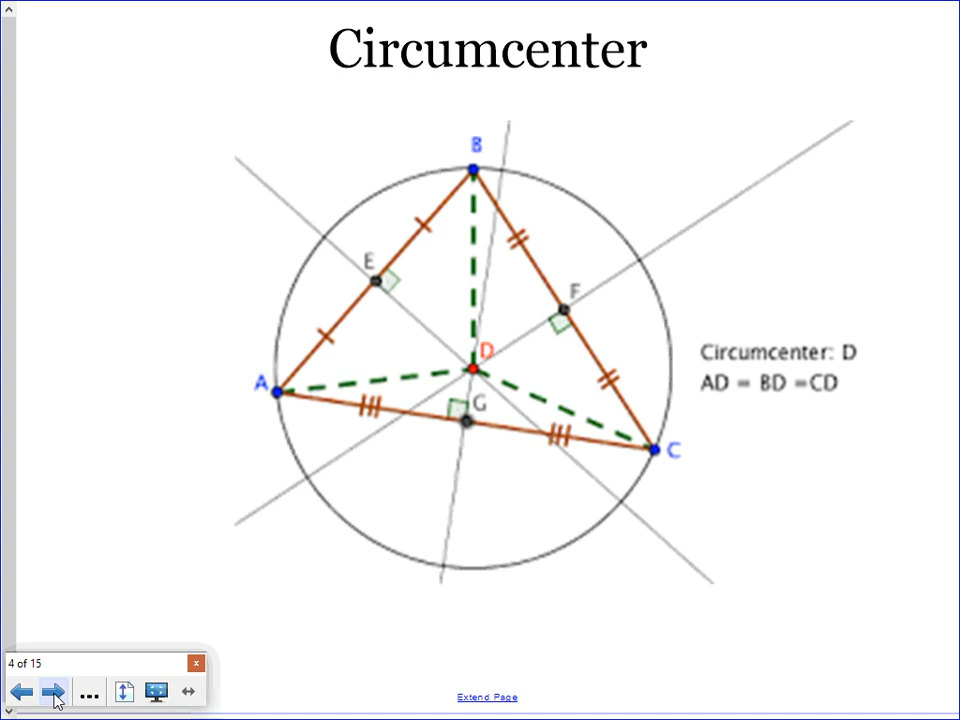 Circumcenter
B
E
F
D
Circumcenter: D
A
AD = BD =CD
G
C
4 of 15
x
...
Extend Page